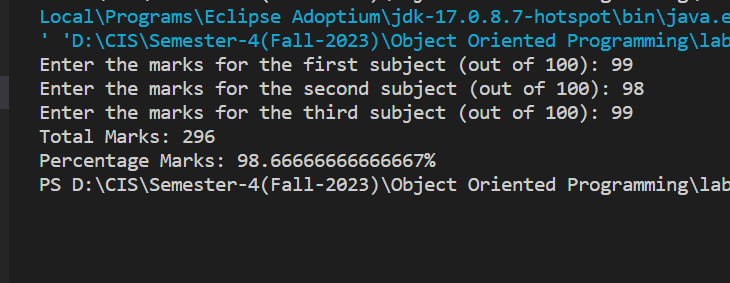 Local\Programs\Eclipse Adoptium\jdk-17.0.8.7-hotspot\bin\java.e
' 'D:\CIS\Semester-4(Fall-2023)\Object Oriented Programming\lab
Enter the marks for the first subject (out of 100): 99
Enter the marks for the second subject (out of 100): 98
Enter the marks for the third subject (out of 100): 99
Total Marks: 296
Percentage Marks: 98.66666666666667%
PS D:\CIS\Semester-4(Fall-2023)\Object Oriented Programming\lab